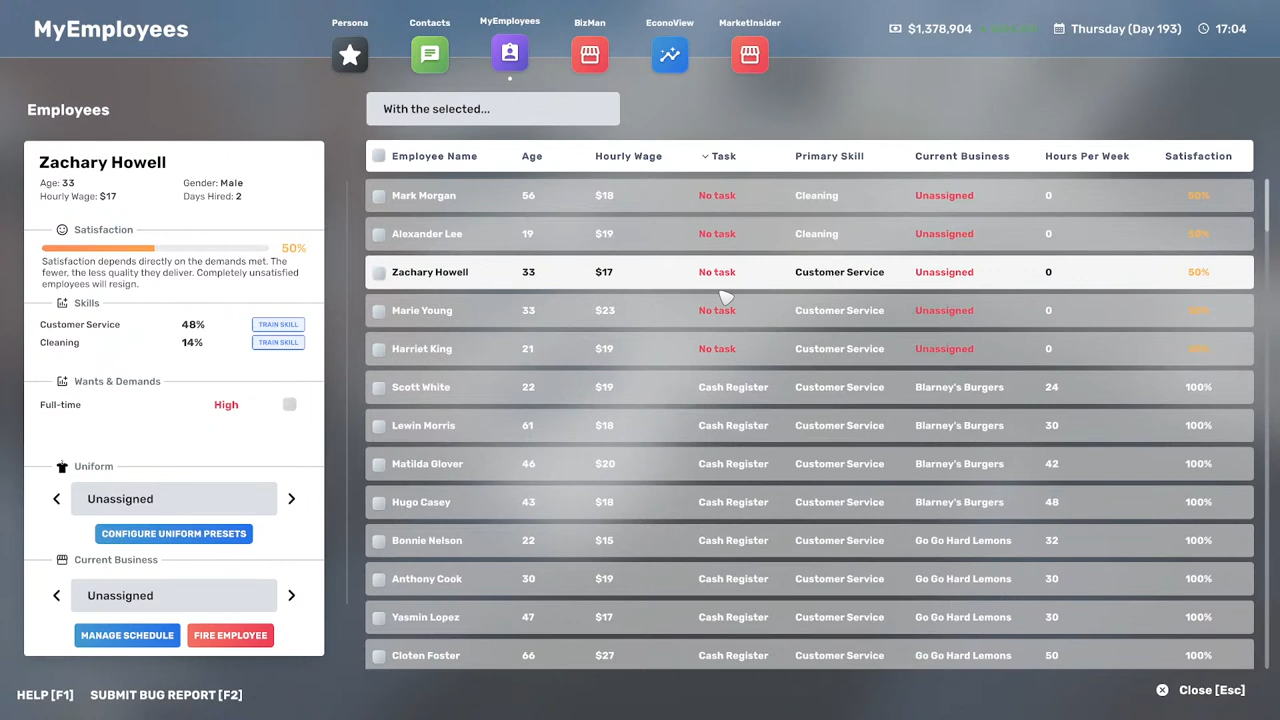 MyEmployees
Persona
Contacts
MyEmployees
BizMan
EconoView
MarketInsider
$1,378,904
Thursday (Day 193)
17:04
Employees
With the selected...
Zachary Howell
Age: 33 Gender: Male
Hourly Wage: $17 Days Hired: 2
Satisfaction
50%
Satisfaction depends directly on the demands met. The
fewer, the less quality they deliver. Completely unsatisfied
employees will resign.
Skills
Customer Service 48% TRAIN SKILL
Cleaning 14% TRAIN SKILL
Wants & Demands
Full-time High
Uniform
Unassigned
CONFIGURE UNIFORM PRESETS
Current Business
Unassigned
MANAGE SCHEDULE FIRE EMPLOYEE
Employee Name Age Hourly Wage Task Primary Skill Current Business Hours Per Week Satisfaction
Mark Morgan 56 $18 No task Cleaning Unassigned 0 50%
Alexander Lee 19 $19 No task Cleaning Unassigned 0 50%
Zachary Howell 33 $17 No task Customer Service Unassigned 0 50%
Marie Young 33 $23 No task Customer Service Unassigned 0
Harriet King 21 $19 No task Customer Service Unassigned 0
Scott White 22 $19 Cash Register Customer Service Blarney's Burgers 24 100%
Lewin Morris 61 $18 Cash Register Customer Service Blarney's Burgers 30 100%
Matilda Glover 46 $20 Cash Register Customer Service Blarney's Burgers 42 100%
Hugo Casey 43 $18 Cash Register Customer Service Blarney's Burgers 48 100%
Bonnie Nelson 22 $15 Cash Register Customer Service Go Go Hard Lemons 32 100%
Anthony Cook 30 $19 Cash Register Customer Service Go Go Hard Lemons 30 100%
Yasmin Lopez 47 $17 Cash Register Customer Service Go Go Hard Lemons 30 100%
Cloten Foster 66 $27 Cash Register Customer Service Go Go Hard Lemons 50 100%
HELP [F1] SUBMIT BUG REPORT [F2]
Close [Esc]